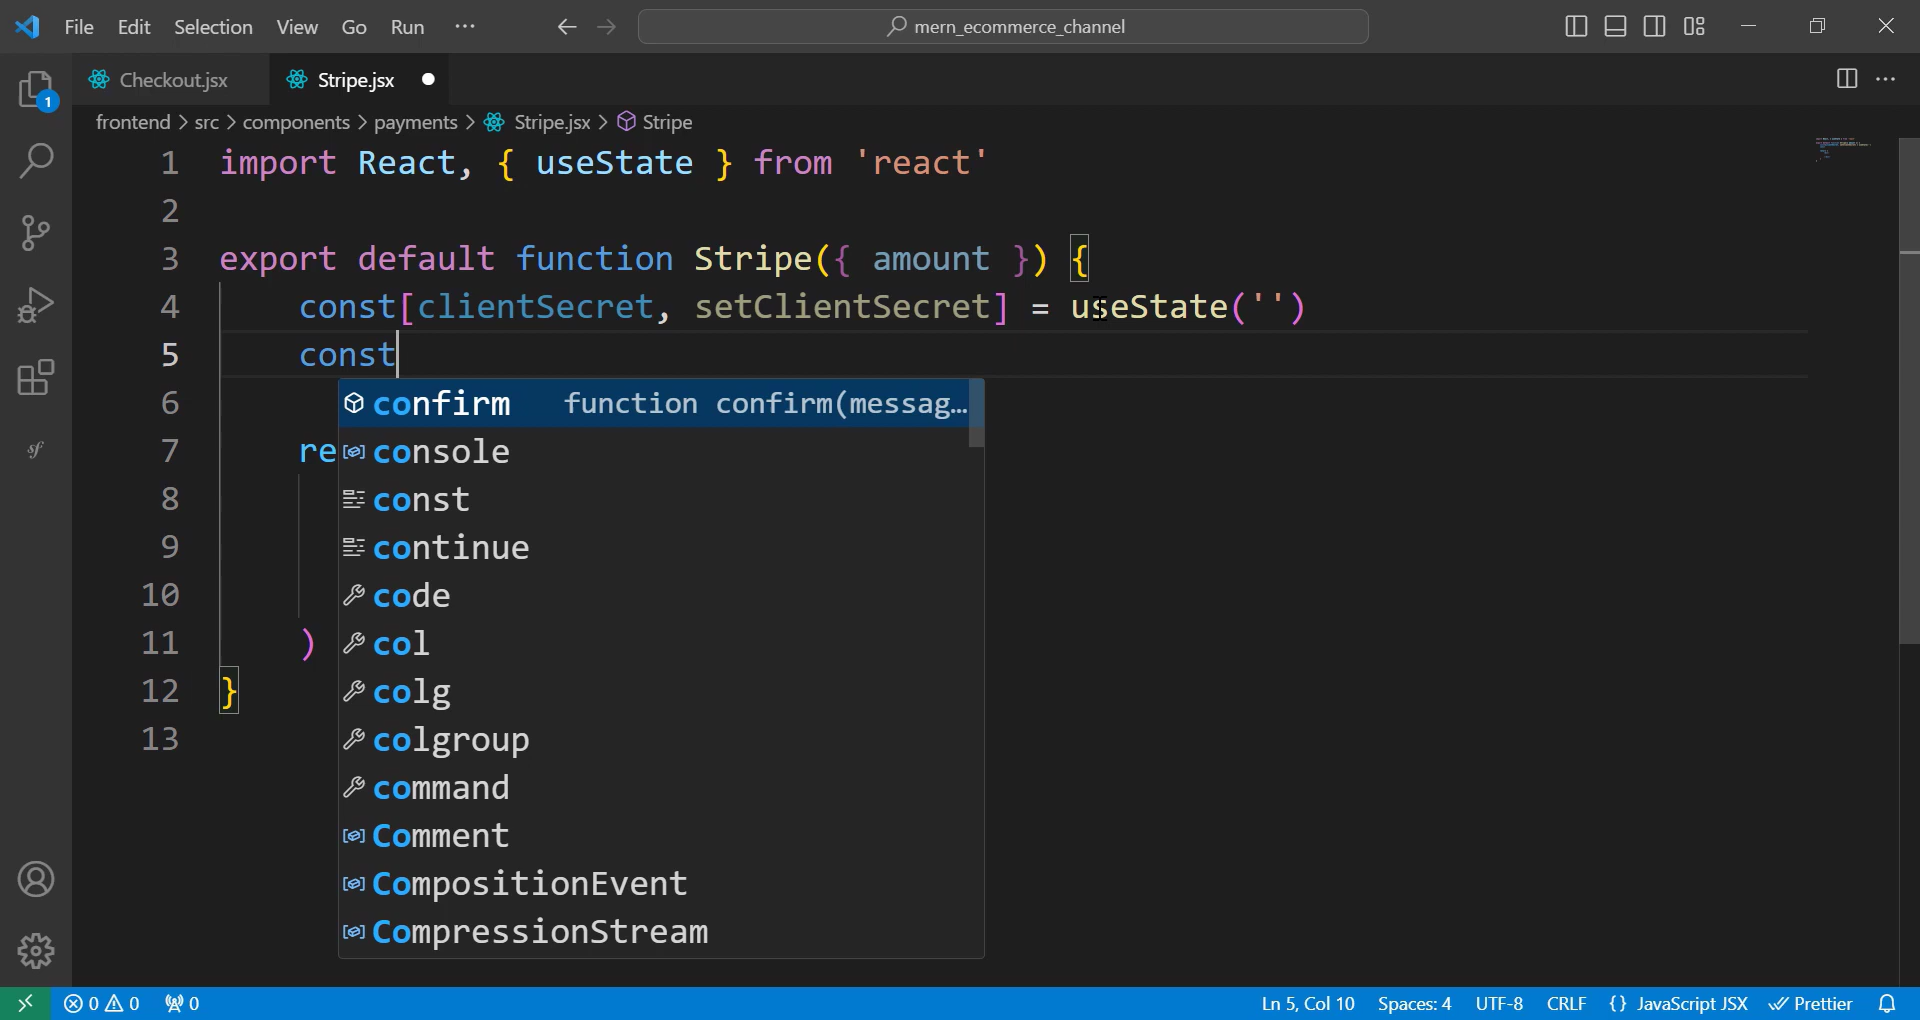 File Edit Selection View Go Run ··· mern_ecommerce_channel
Checkout.jsx Stripe.jsx
frontend > src > components > payments > Stripe.jsx > Stripe
1 import React, { useState } from 'react'
2
3 export default function Stripe({ amount }) {
4 const[clientSecret, setClientSecret] = useState('')
5 const
6 confirm function confirm(messag…
7 re console
8 const
9 continue
10 code
11 ) col
12 } colg
13 colgroup
command
Comment
CompositionEvent
CompressionStream
1
0 0 0 Ln 5, Col 10 Spaces: 4 UTF-8 CRLF {} JavaScript JSX Prettier